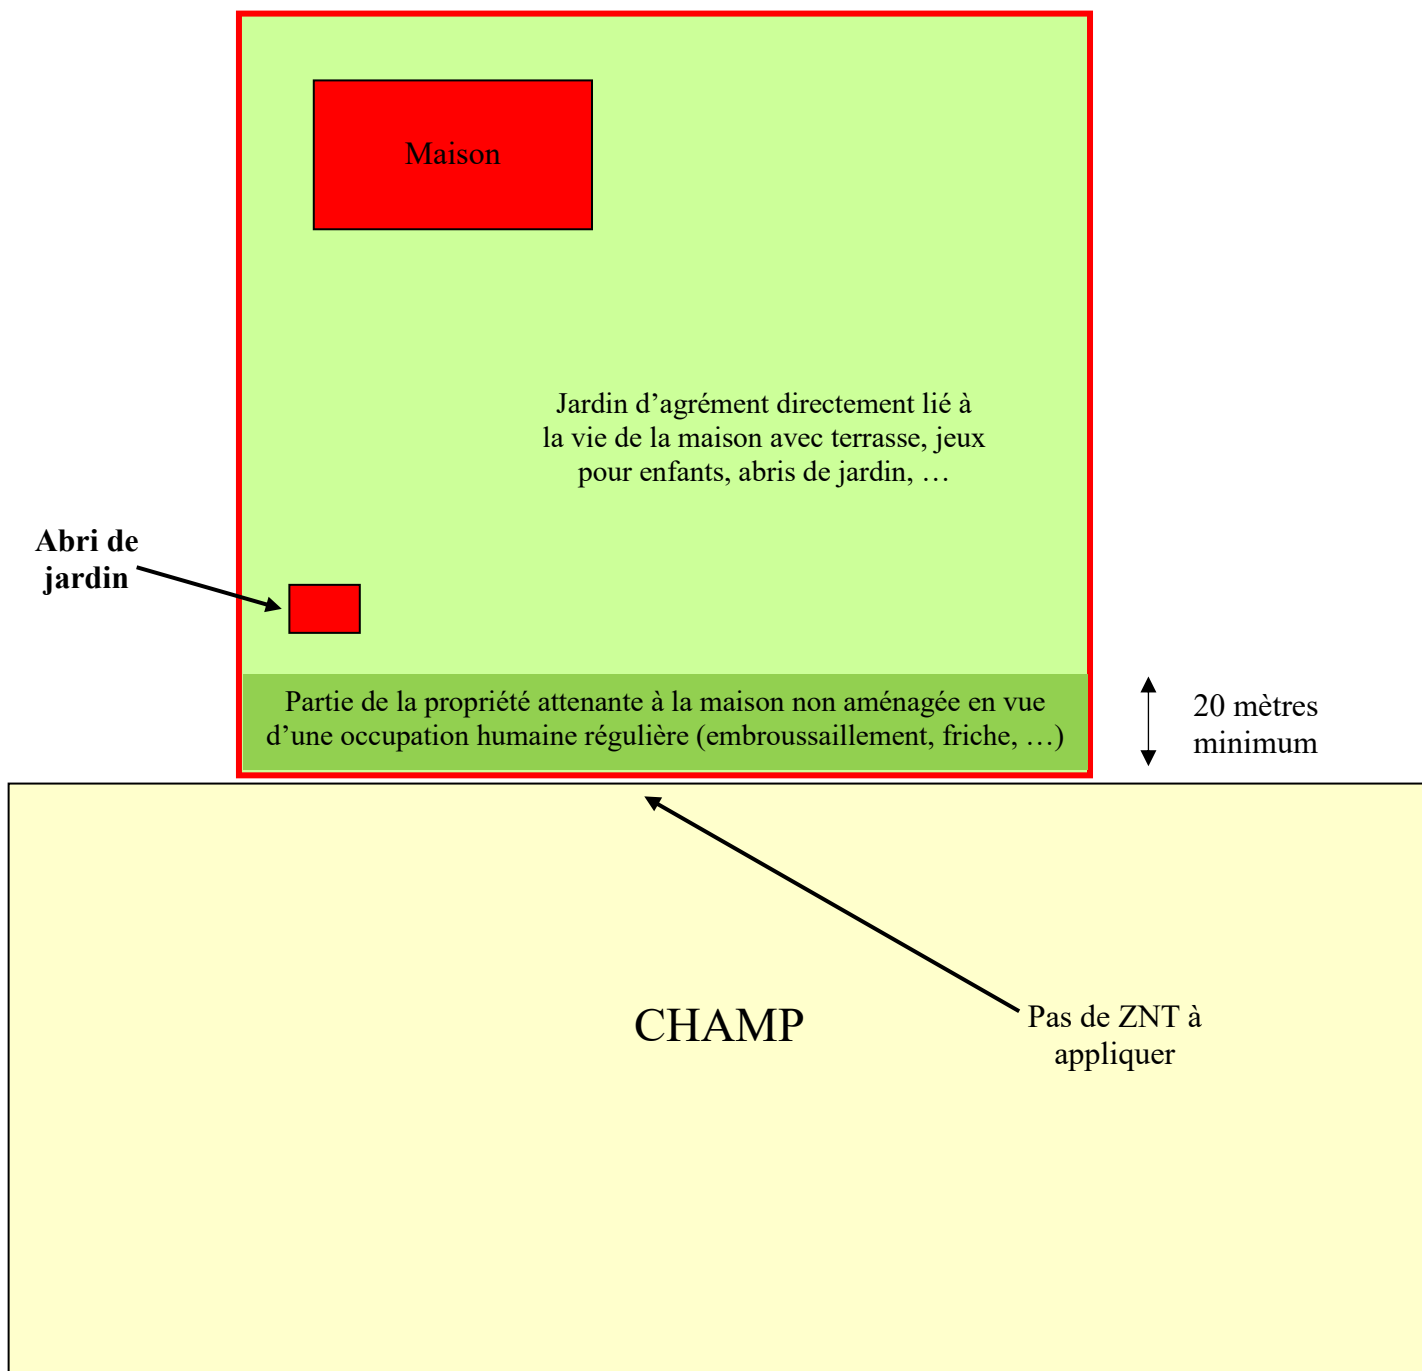 Maison
Jardin d’agrément directement lié à
la vie de la maison avec terrasse, jeux
pour enfants, abris de jardin, …
Abri de
jardin
Partie de la propriété attenante à la maison non aménagée en vue
d’une occupation humaine régulière (embroussaillement, friche, …)
20 mètres
minimum
CHAMP
Pas de ZNT à
appliquer